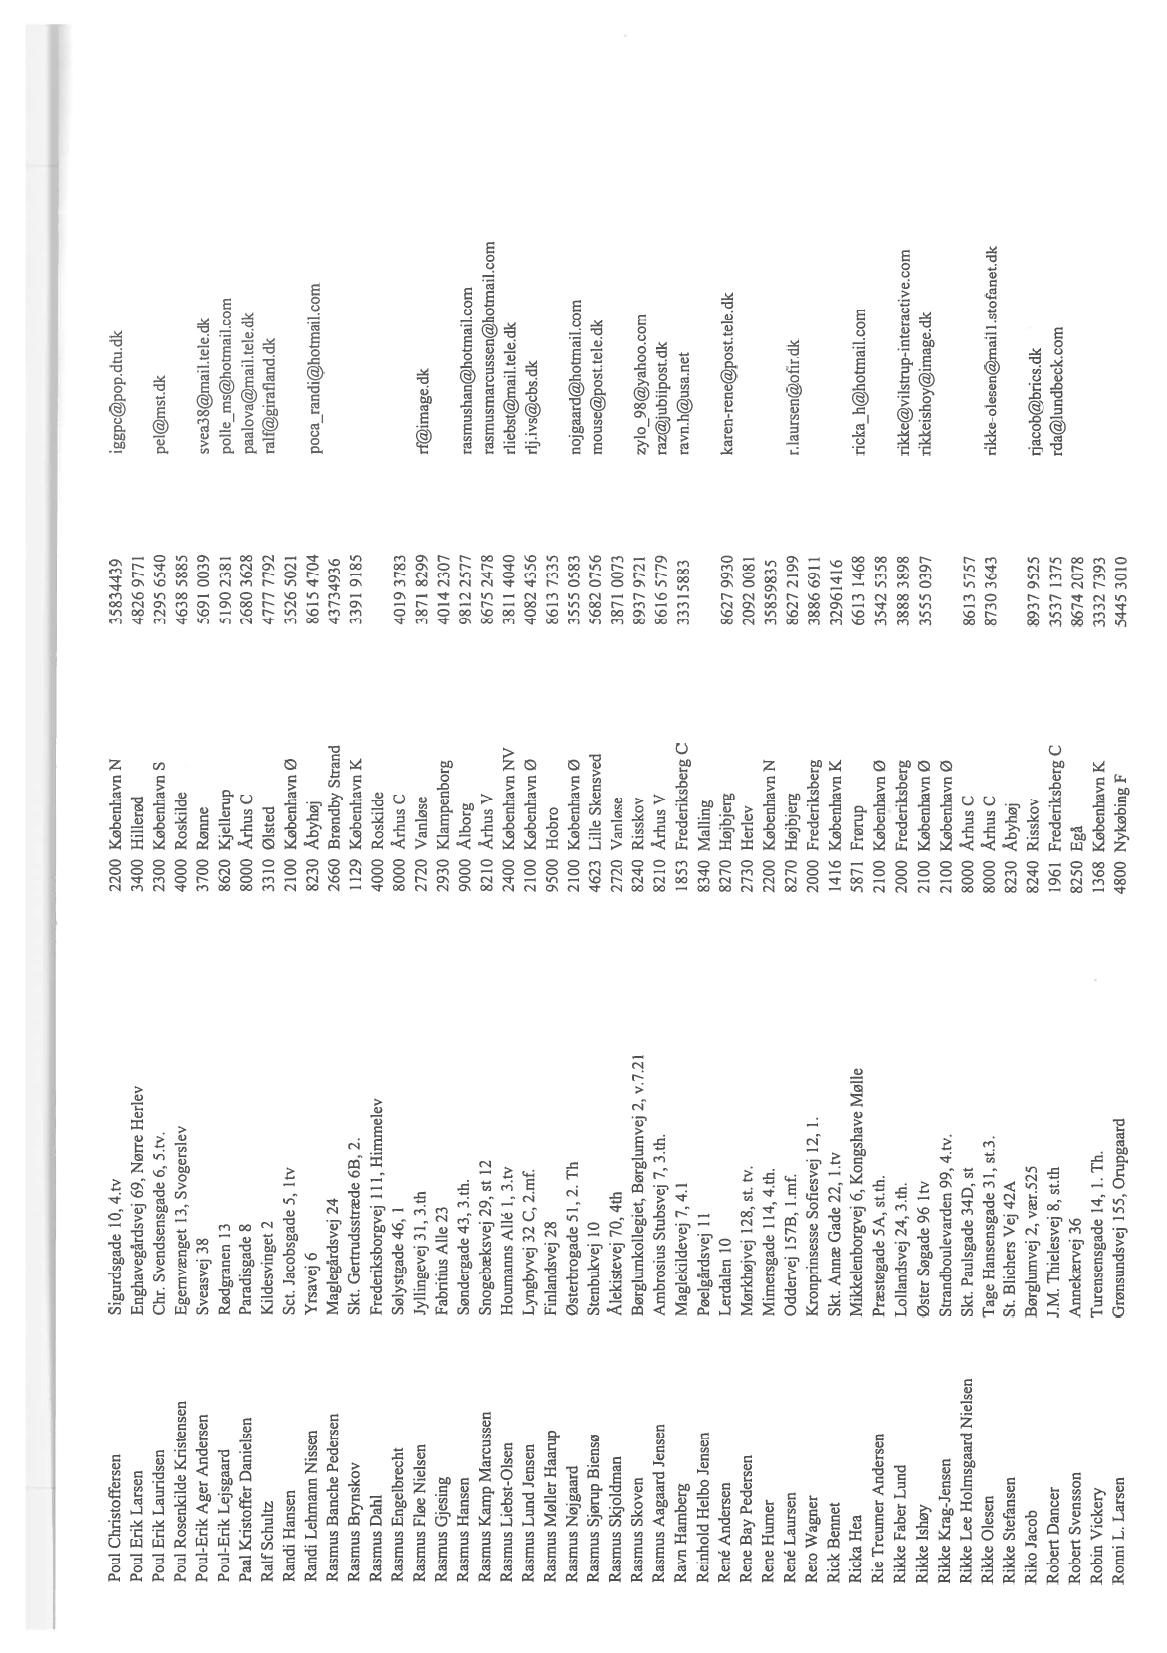 Poul Christoffersen Sigurdsgade 10, 4.tv 2200 København N 35834439 iggpc@pop.dtu.dk
Poul Erik Larsen Enghavegårdsvej 69, Nørre Herlev 3400 Hillerød 4826 9771
Poul Erik Lauridsen Chr. Svendsensgade 6, 5.tv. 2300 København S 3295 6540 pel@mst.dk
Poul Rosenkilde Kristensen Egernvænget 13, Svogerslev 4000 Roskilde 4638 5885
Poul-Erik Ager Andersen Sveasvej 38 3700 Rønne 5691 0039 svea38@mail.tele.dk
Poul-Erik Lejsgaard Rødgranen 13 8620 Kjellerup 5190 2381 polle_ms@hotmail.com
Paal Kristoffer Danielsen Paradisgade 8 8000 Århus C 2680 3628 paalova@mail.tele.dk
Ralf Schultz Kildesvinget 2 3310 Ølsted 4777 7792 ralf@girafland.dk
Randi Hansen Sct. Jacobsgade 5, 1tv 2100 København Ø 3526 5021
Randi Lehmann Nissen Yrsavej 6 8230 Åbyhøj 8615 4704 poca_randi@hotmail.com
Rasmus Banche Pedersen Maglegårdsvej 24 2660 Brøndby Strand 43734936
Rasmus Brynskov Skt. Gertrudsstræde 6B, 2. 1129 København K 3391 9185
Rasmus Dahl Frederiksborgvej 111, Himmelev 4000 Roskilde
Rasmus Engelbrecht Sølystgade 46, 1 8000 Århus C 4019 3783
Rasmus Fløe Nielsen Jyllingevej 31, 3.th 2720 Vanløse 3871 8299 rf@image.dk
Rasmus Gjesing Fabritius Alle 23 2930 Klampenborg 4014 2307
Rasmus Hansen Søndergade 43, 3.th. 9000 Ålborg 9812 2577 rasmushan@hotmail.com
Rasmus Kamp Marcussen Snogebæksvej 29, st 12 8210 Århus V 8675 2478 rasmusmarcussen@hotmail.com
Rasmus Liebst-Olsen Houmanns Allé 1, 3.tv 2400 København NV 3811 4040 rliebst@mail.tele.dk
Rasmus Lund Jensen Lyngbyvej 32 C, 2.mf. 2100 København Ø 4082 4356 rlj.ivs@cbs.dk
Rasmus Møller Haarup Finlandsvej 28 9500 Hobro 8613 7335
Rasmus Nøjgaard Østerbrogade 51, 2. Th 2100 København Ø 3555 0583 nojgaard@hotmail.com
Rasmus Sjørup Biensø Stenbukvej 10 4623 Lille Skensved 5682 0756 mouse@post.tele.dk
Rasmus Skjoldman Ålekistevej 70, 4th 2720 Vanløse 3871 0073
Rasmus Skoven Børglumkollegiet, Børglumvej 2, v.7.21 8240 Risskov 8937 9721 zylo_98@yahoo.com
Rasmus Aagaard Jensen Ambrosius Stubsvej 7, 3.th. 8210 Århus V 8616 5779 raz@jubiipost.dk
Ravn Hamberg Maglekildevej 7, 4.1 1853 Frederiksberg C 33315883 ravn.h@usa.net
Reinhold Helbo Jensen Pøelgårdsvej 11 8340 Malling
René Andersen Lerdalen 10 8270 Højbjerg 8627 9930 karen-rene@post.tele.dk
Rene Bay Pedersen Mørkhøjvej 128, st. tv. 2730 Herlev 2092 0081
Rene Humer Mimersgade 114, 4.th. 2200 København N 35859835
René Laursen Oddervej 157B, 1.mf. 8270 Højbjerg 8627 2199 r.laursen@ofir.dk
Reto Wagner Kronprinsesse Sofiesvej 12, 1. 2000 Frederiksberg 3886 6911
Rick Bennet Skt. Annæ Gade 22, 1.tv 1416 København K 32961416
Ricka Hea Mikkelenborgvej 6, Kongshave Mølle 5871 Frørup 6613 1468 ricka_h@hotmail.com
Rie Treumer Andersen Præstøgade 5A, st.th. 2100 København Ø 3542 5358
Rikke Faber Lund Lollandsvej 24, 3.th. 2000 Frederiksberg 3888 3898 rikke@vilstrup-interactive.com
Rikke Ishøy Øster Søgade 96 1tv 2100 København Ø 3555 0397 rikkeishoy@image.dk
Rikke Krag-Jensen Strandboulevarden 99, 4.tv. 2100 København Ø
Rikke Lee Holmsgaard Nielsen Skt. Paulsgade 34D, st 8000 Århus C 8613 5757
Rikke Olesen Tage Hansensgade 31, st.3. 8000 Århus C 8730 3643 rikke-olesen@mail1.stofanet.dk
Rikke Stefansen St. Blichers Vej 42A 8230 Åbyhøj
Riko Jacob Børglumvej 2, vær.525 8240 Risskov 8937 9525 rjacob@brics.dk
Robert Dancer J.M. Thielesvej 8, st.th 1961 Frederiksberg C 3537 1375 rda@lundbeck.com
Robert Svensson Annekærvej 36 8250 Egå 8674 2078
Robin Vickery Turensensgade 14, 1. Th. 1368 København K 3332 7393
Ronni L. Larsen Grønsundsvej 155, Orupgaard 4800 Nykøbing F 5445 3010